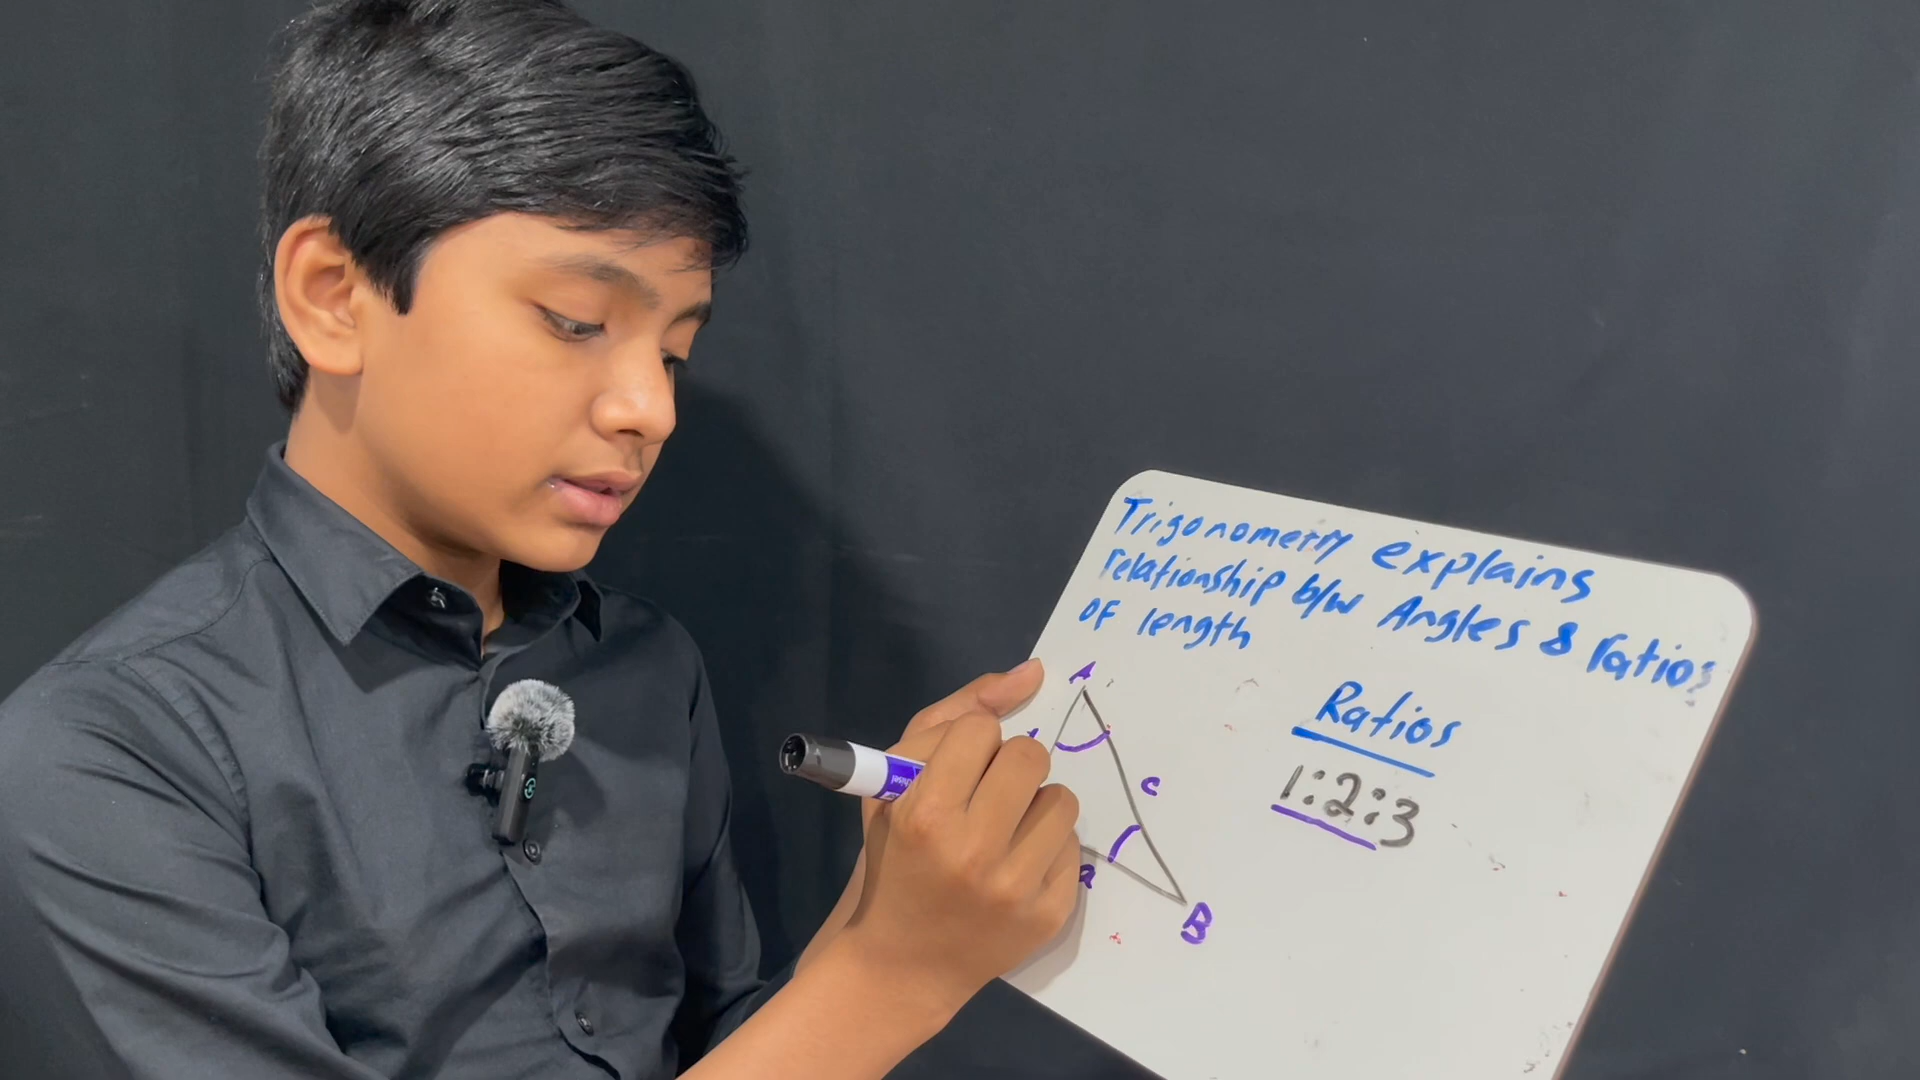 Trigonometry explains
relationship b/w Angles & ratios
OF length
A
Ratios
1:2:3
c
a
B